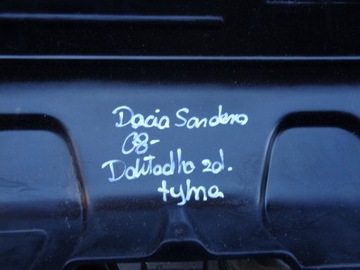 Dacia Sandero
08-
Dokładka zd.
tylna